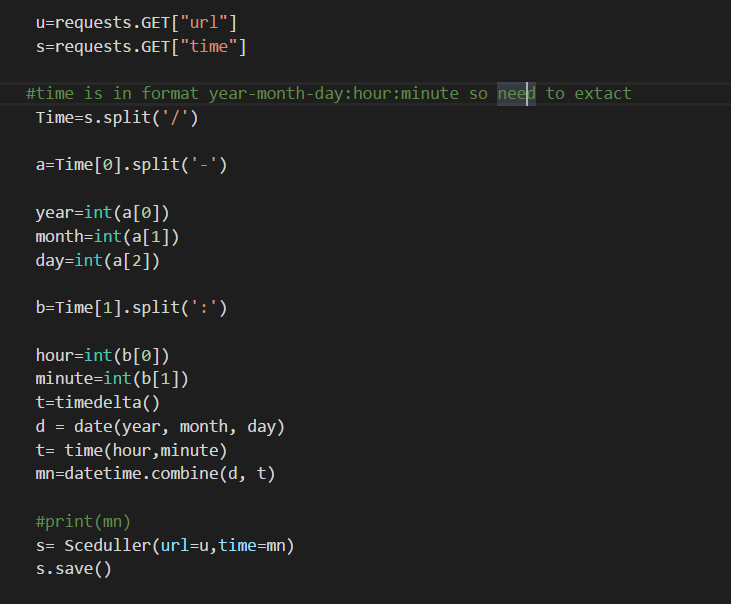 u=requests.GET["url"]
s=requests.GET["time"]
#time is in format year-month-day:hour:minute so need to extact
Time=s.split('/')
a=Time[0].split('-')
year=int(a[0])
month=int(a[1])
day=int(a[2])
b=Time[1].split(':')
hour=int(b[0])
minute=int(b[1])
t=timedelta()
d = date(year, month, day)
t= time(hour,minute)
mn=datetime.combine(d, t)
#print(mn)
s= Sceduller(url=u,time=mn)
s.save()